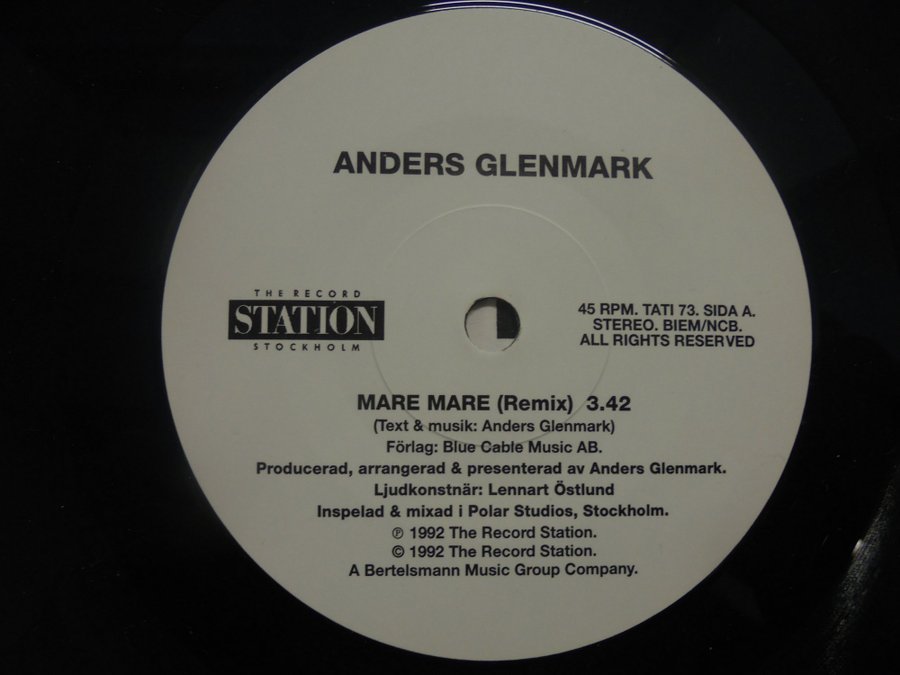 ANDERS GLENMARK
THE RECORD
STATION
STOCKHOLM
45 RPM. TATI 73. SIDA A.
STEREO. BIEM/NCB.
ALL RIGHTS RESERVED
MARE MARE (Remix) 3.42
(Text & musik: Anders Glenmark)
Förlag: Blue Cable Music AB.
Producerad, arrangerad & presenterad av Anders Glenmark.
Ljudkonstnär: Lennart Östlund
Inspelad & mixad i Polar Studios, Stockholm.
℗ 1992 The Record Station.
© 1992 The Record Station.
A Bertelsmann Music Group Company.